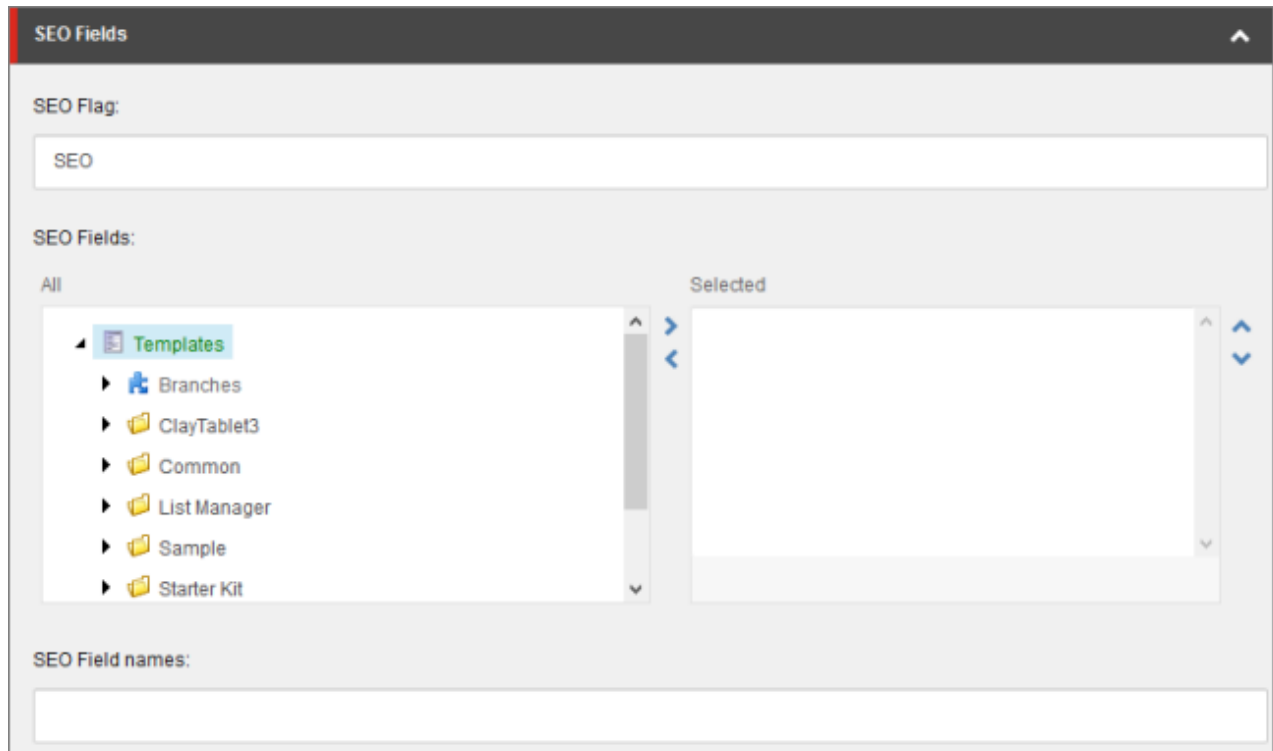 SEO Fields
SEO Flag:
SEO
SEO Fields:
All
Selected
Templates
Branches
ClayTablet3
Common
List Manager
Sample
Starter Kit
SEO Field names: